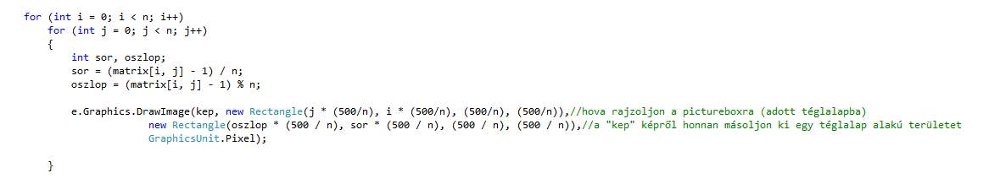 for (int i = 0; i < n; i++)
for (int j = 0; j < n; j++)
{
int sor, oszlop;
sor = (matrix[i, j] - 1) / n;
oszlop = (matrix[i, j] - 1) % n;
e.Graphics.DrawImage(kep, new Rectangle(j * (500/n), i * (500/n), (500/n), (500/n)),//hova rajzoljon a pictureboxra (adott téglalapba)
new Rectangle(oszlop * (500 / n), sor * (500 / n), (500 / n), (500 / n)),//a "kep" képről honnan másoljon ki egy téglalap alakú területet
GraphicsUnit.Pixel);
}